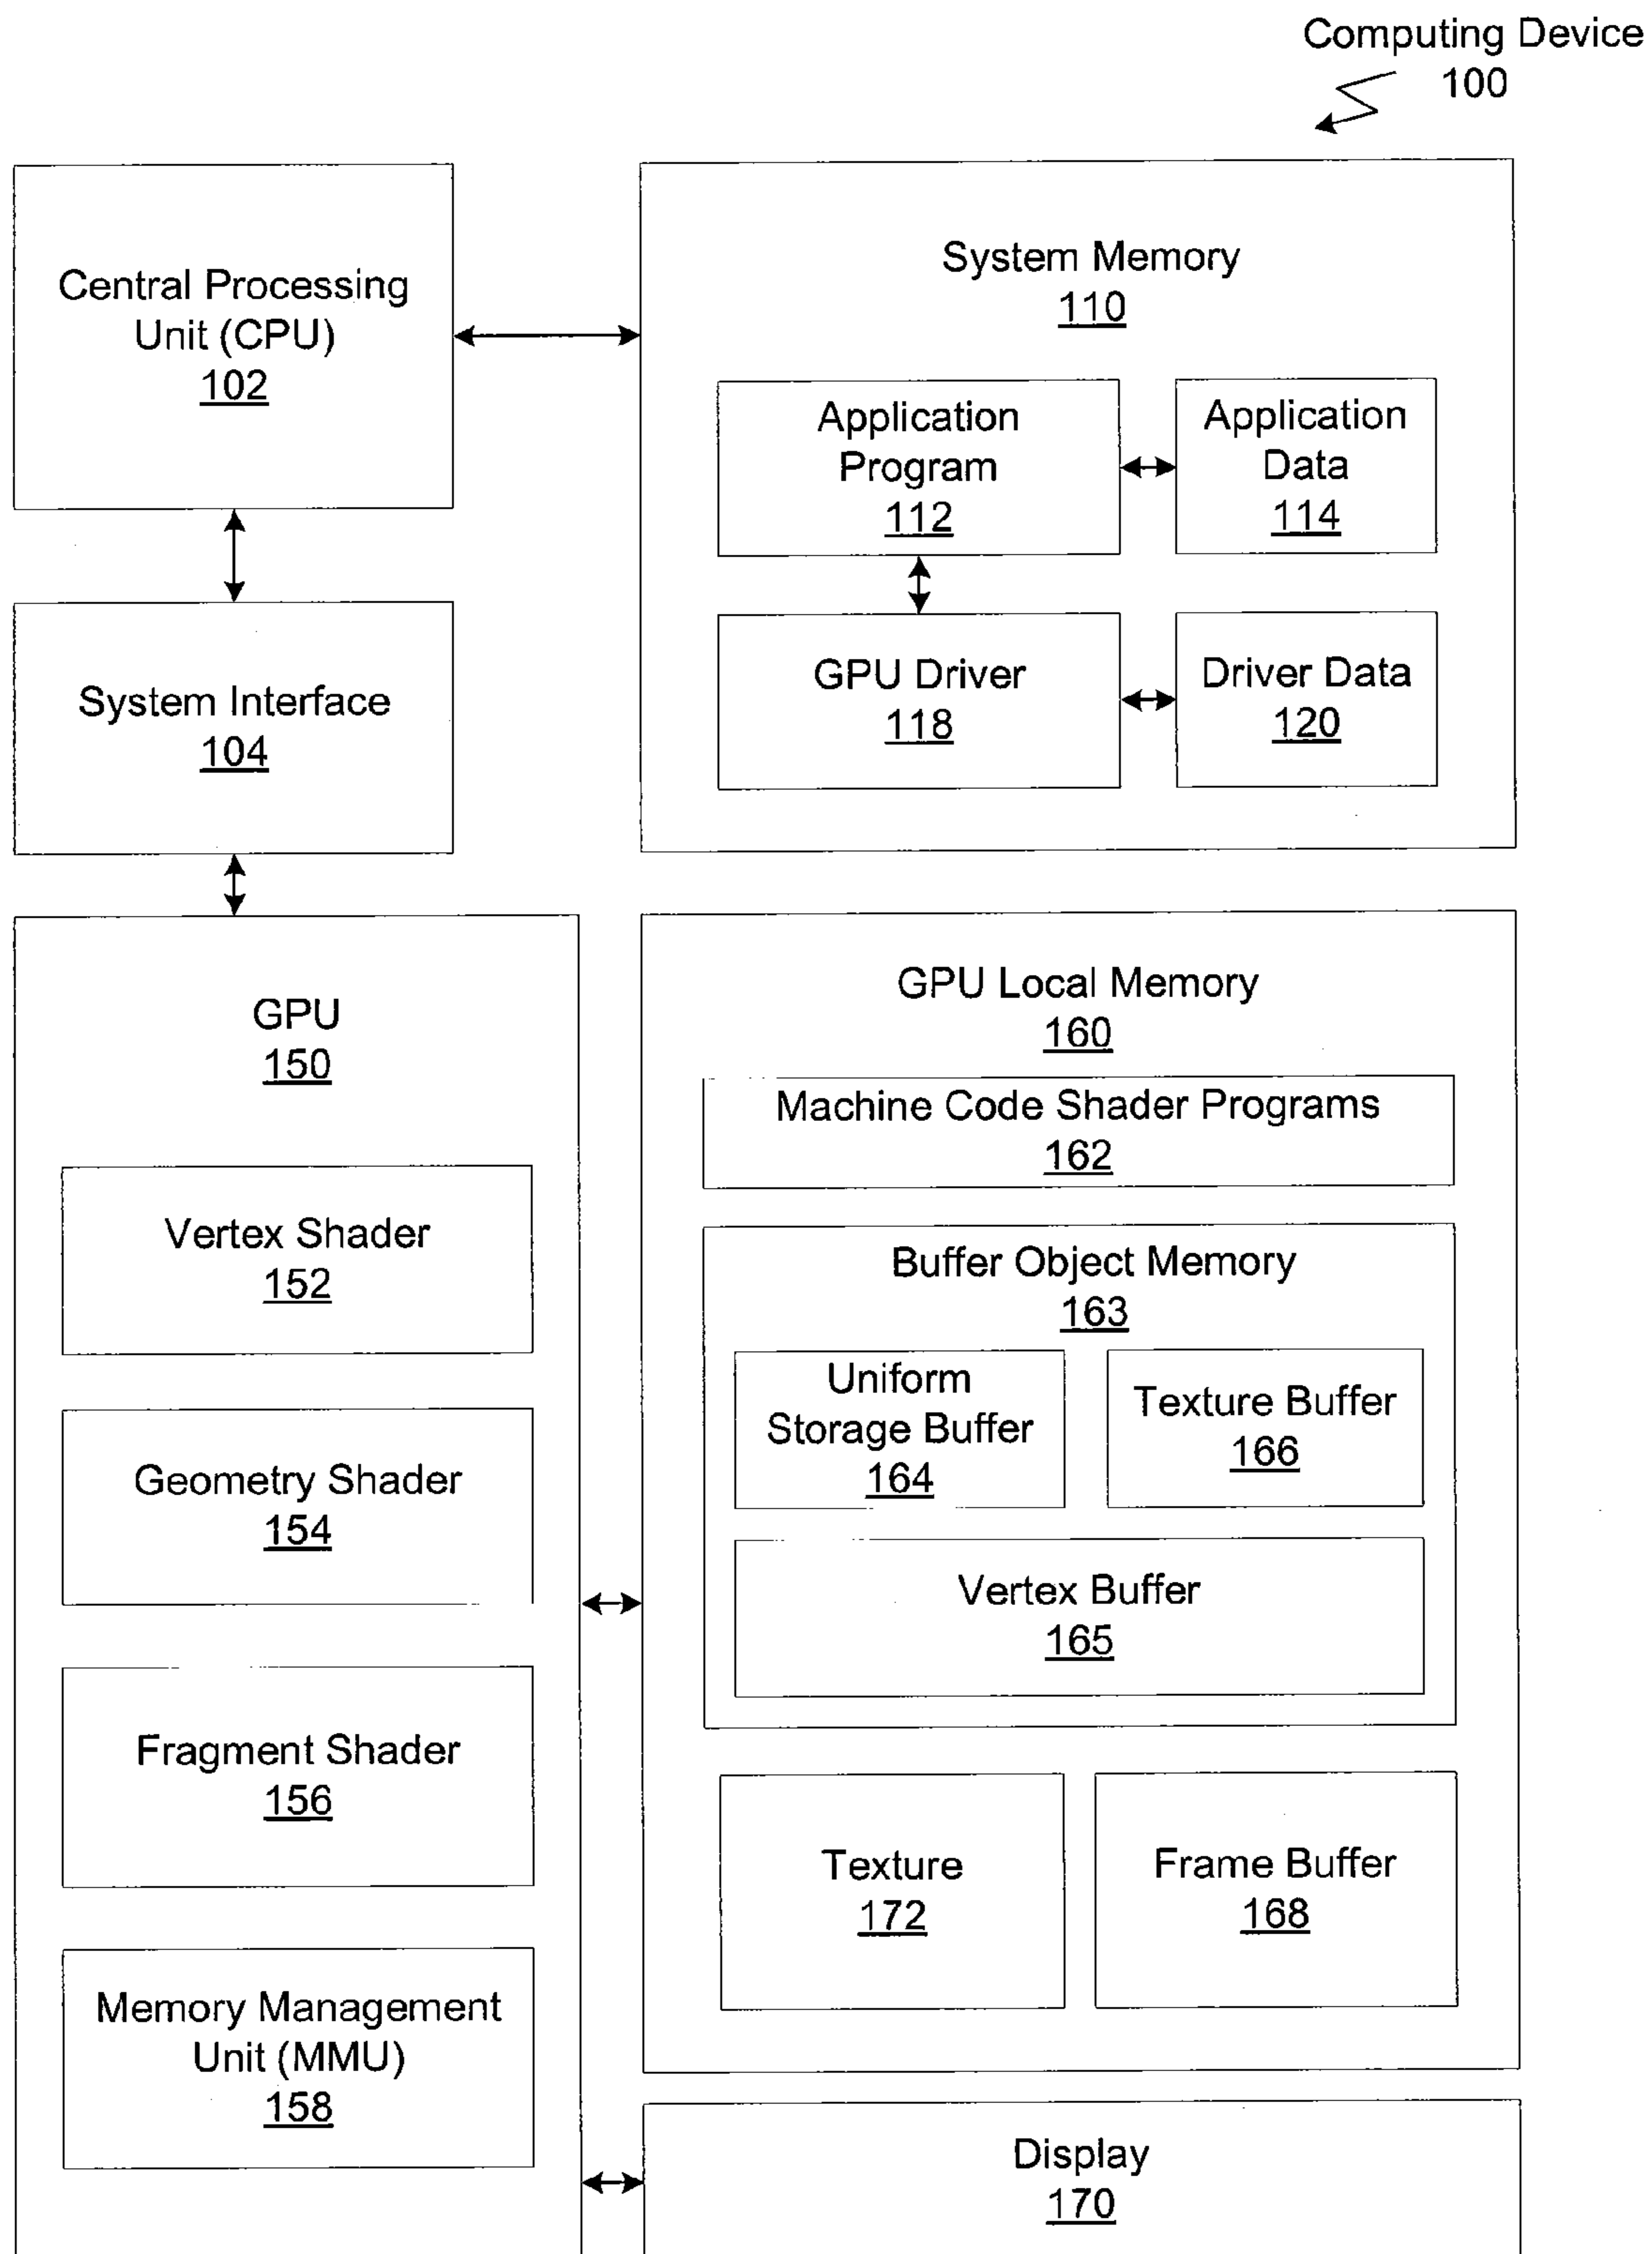 Computing Device
100
Central Processing
Unit (CPU)
102
System Memory
110
Application
Program
112
Application
Data
114
System Interface
104
GPU Driver
118
Driver Data
120
GPU
150
Vertex Shader
152
Geometry Shader
154
Fragment Shader
156
Memory Management
Unit (MMU)
158
GPU Local Memory
160
Machine Code Shader Programs
162
Buffer Object Memory
163
Uniform
Storage Buffer
164
Texture Buffer
166
Vertex Buffer
165
Texture
172
Frame Buffer
168
Display
170